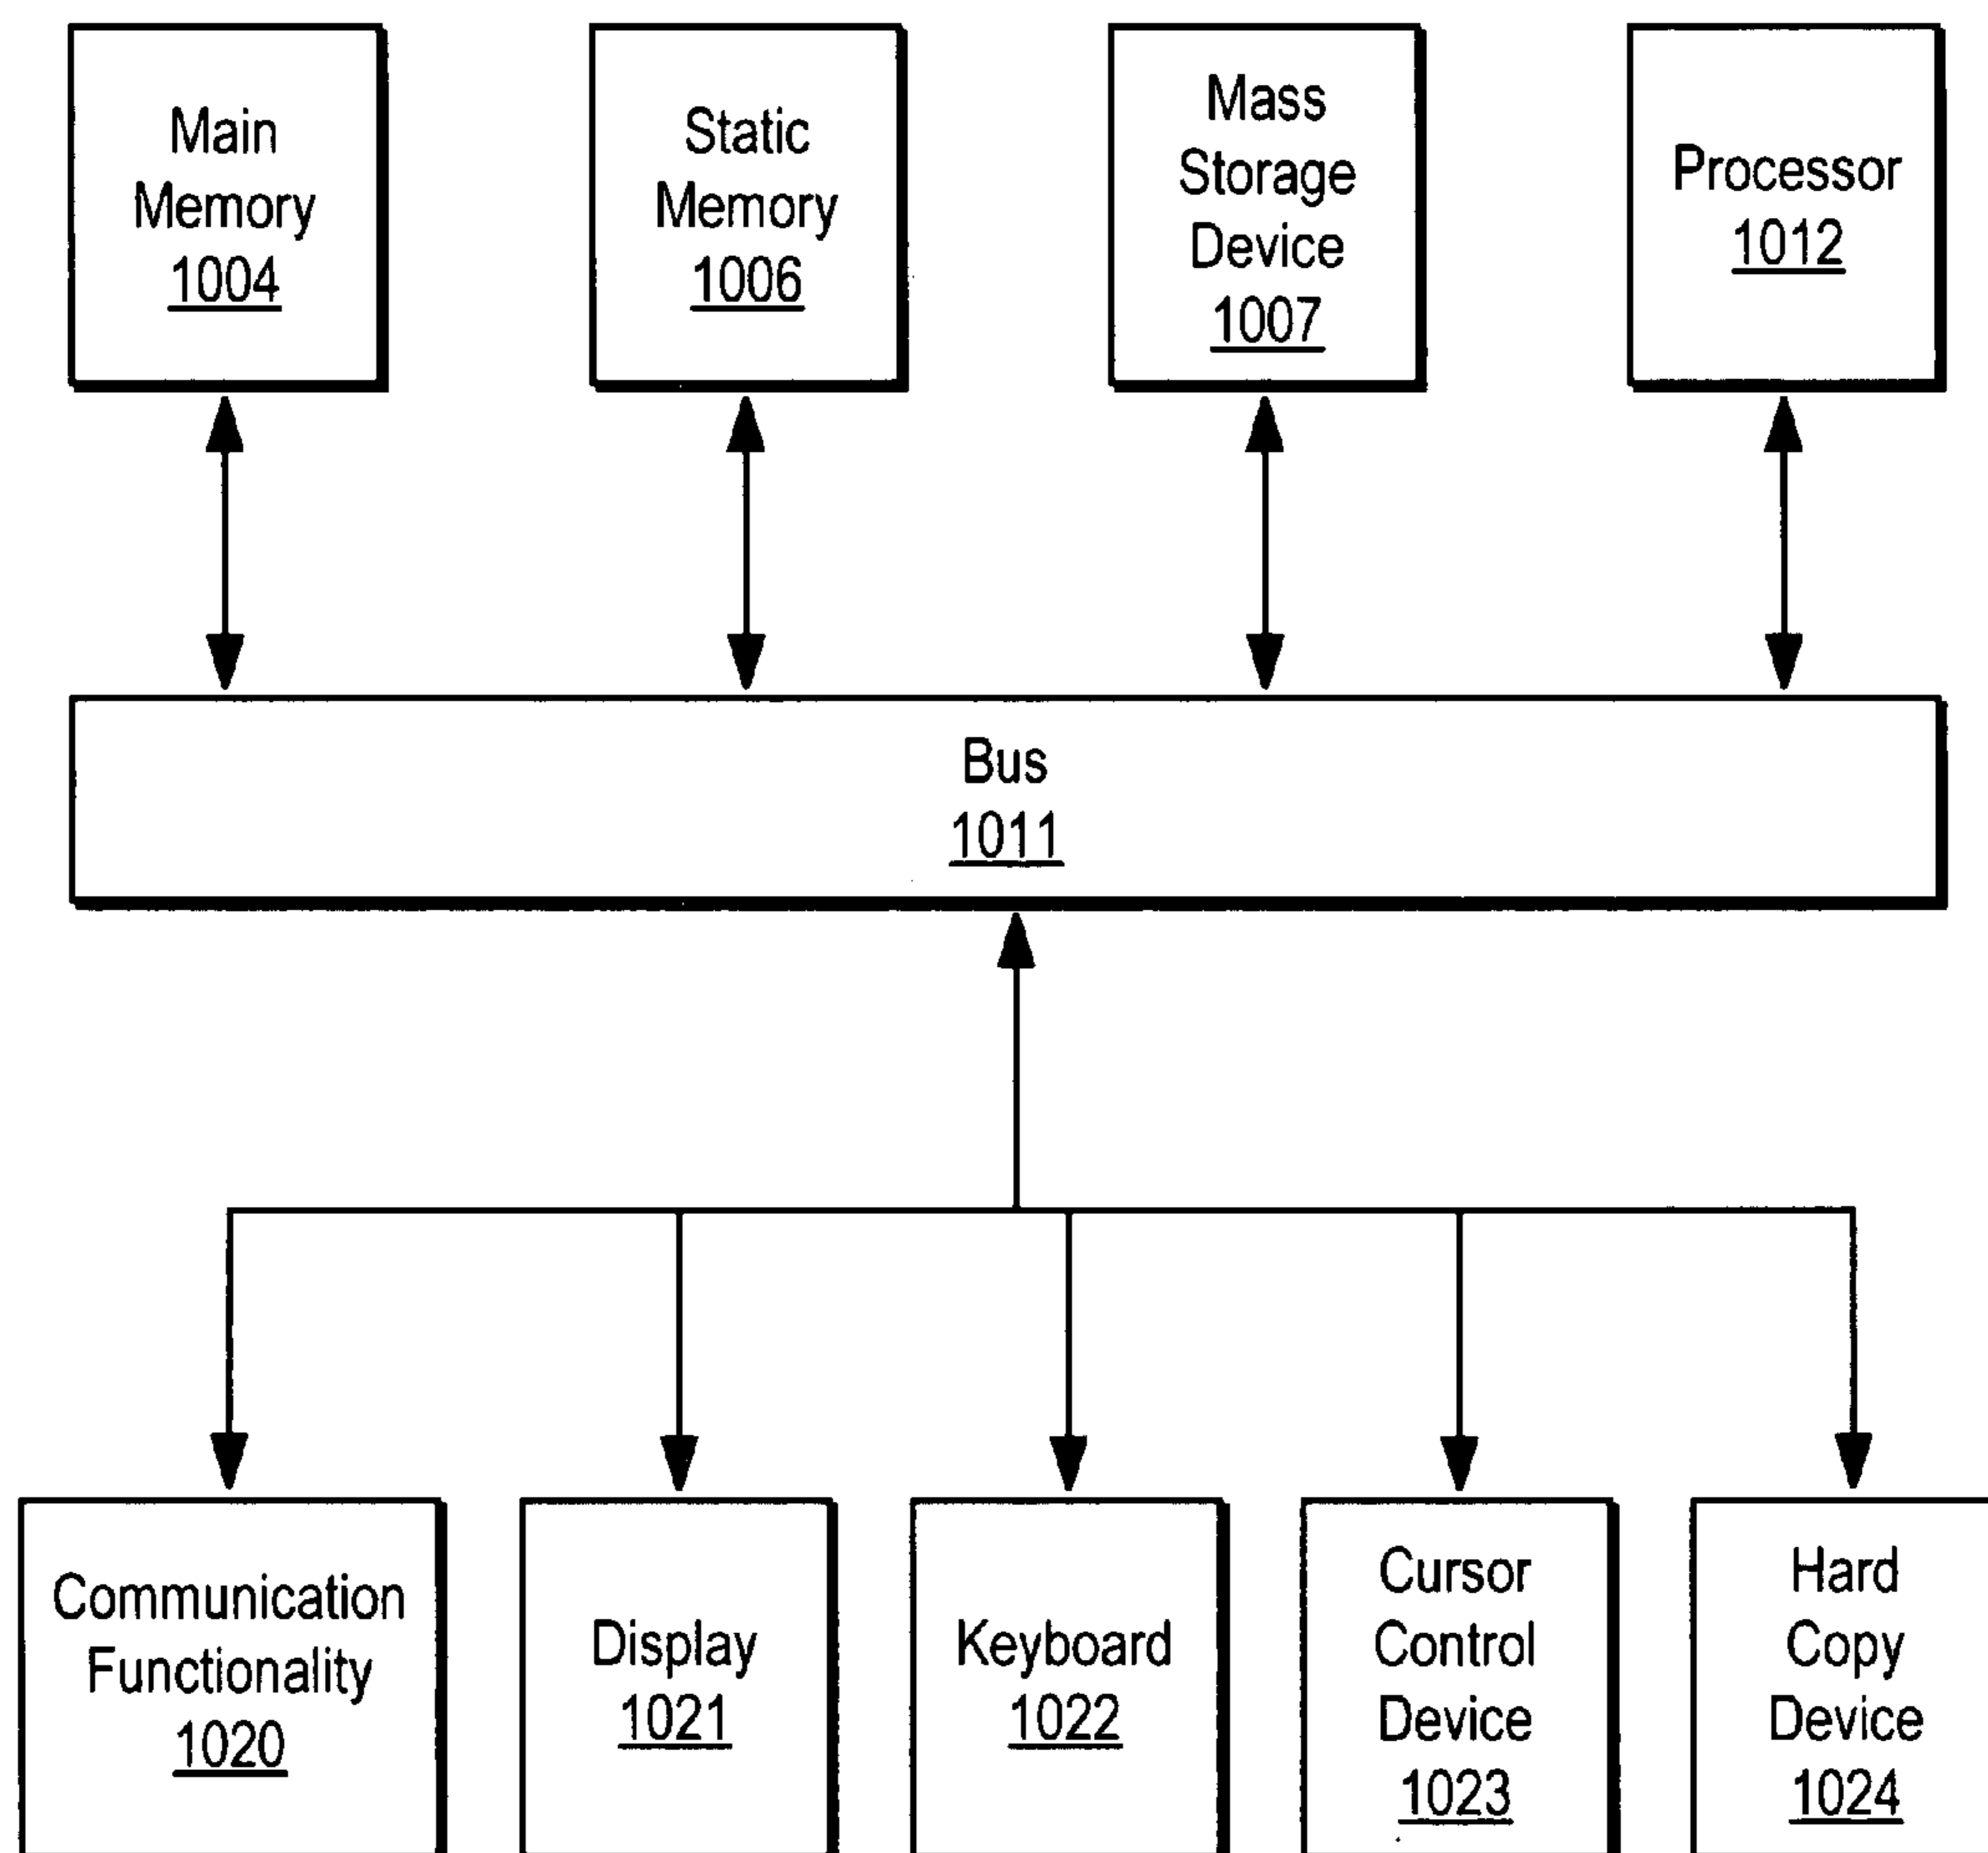 Main
Memory
1004
Static
Memory
1006
Mass
Storage
Device
1007
Processor
1012
Bus
1011
Communication
Functionality
1020
Display
1021
Keyboard
1022
Cursor
Control
Device
1023
Hard
Copy
Device
1024